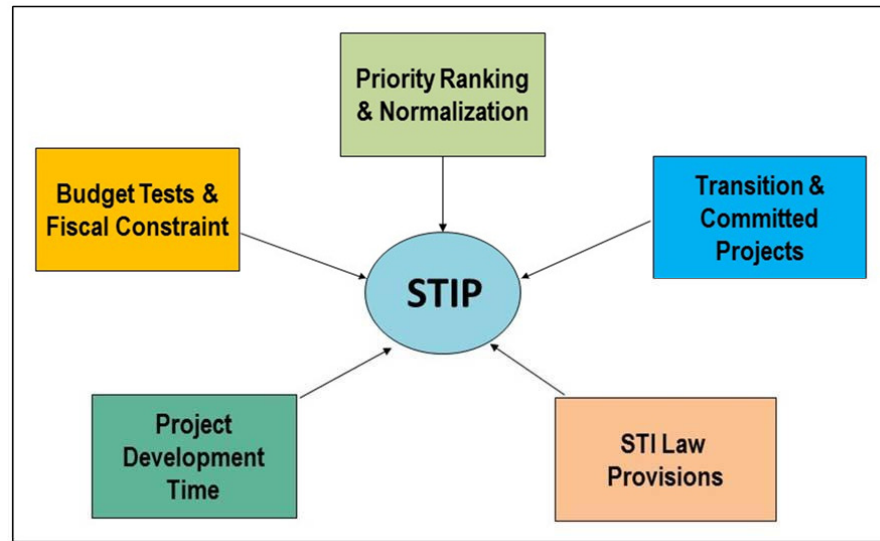 Priority Ranking
& Normalization
Budget Tests &
Fiscal Constraint
Transition &
Committed
Projects
STIP
Project
Development
Time
STI Law
Provisions